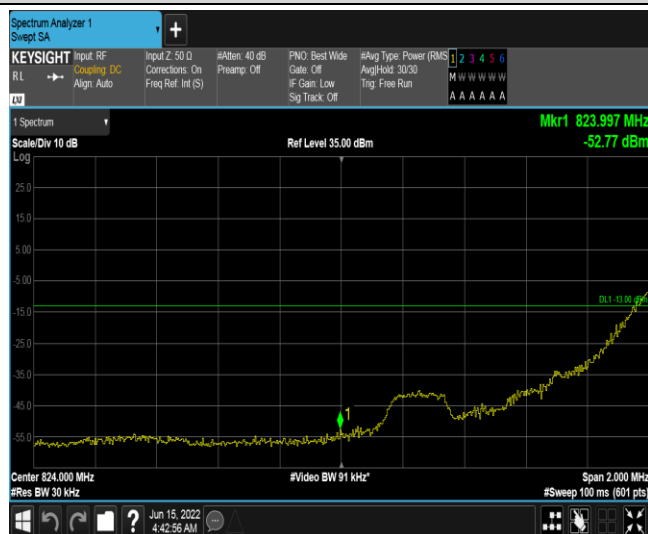 Spectrum Analyzer 1
Swept SA
+
KEYSIGHT
RL
LXI
Input: RF
Coupling: DC
Align: Auto
Input Z: 50 Ω
Corrections: On
Freq Ref: Int (S)
#Atten: 40 dB
Preamp: Off
PNO: Best Wide
Gate: Off
IF Gain: Low
Sig Track: Off
#Avg Type: Power (RMS
Avg|Hold: 30/30
Trig: Free Run
1 2 3 4 5 6
M W W W W W
A A A A A A
1 Spectrum
Mkr1 823.997 MHz
Scale/Div 10 dB
Ref Level 35.00 dBm
-52.77 dBm
Log
25.0
15.0
5.00
-5.00
DL1 -13.00 dBm
-15.0
-25.0
-35.0
-45.0
1
-55.0
Center 824.000 MHz
#Video BW 91 kHz*
Span 2.000 MHz
#Res BW 30 kHz
#Sweep 100 ms (601 pts)
?
Jun 15, 2022
4:42:56 AM